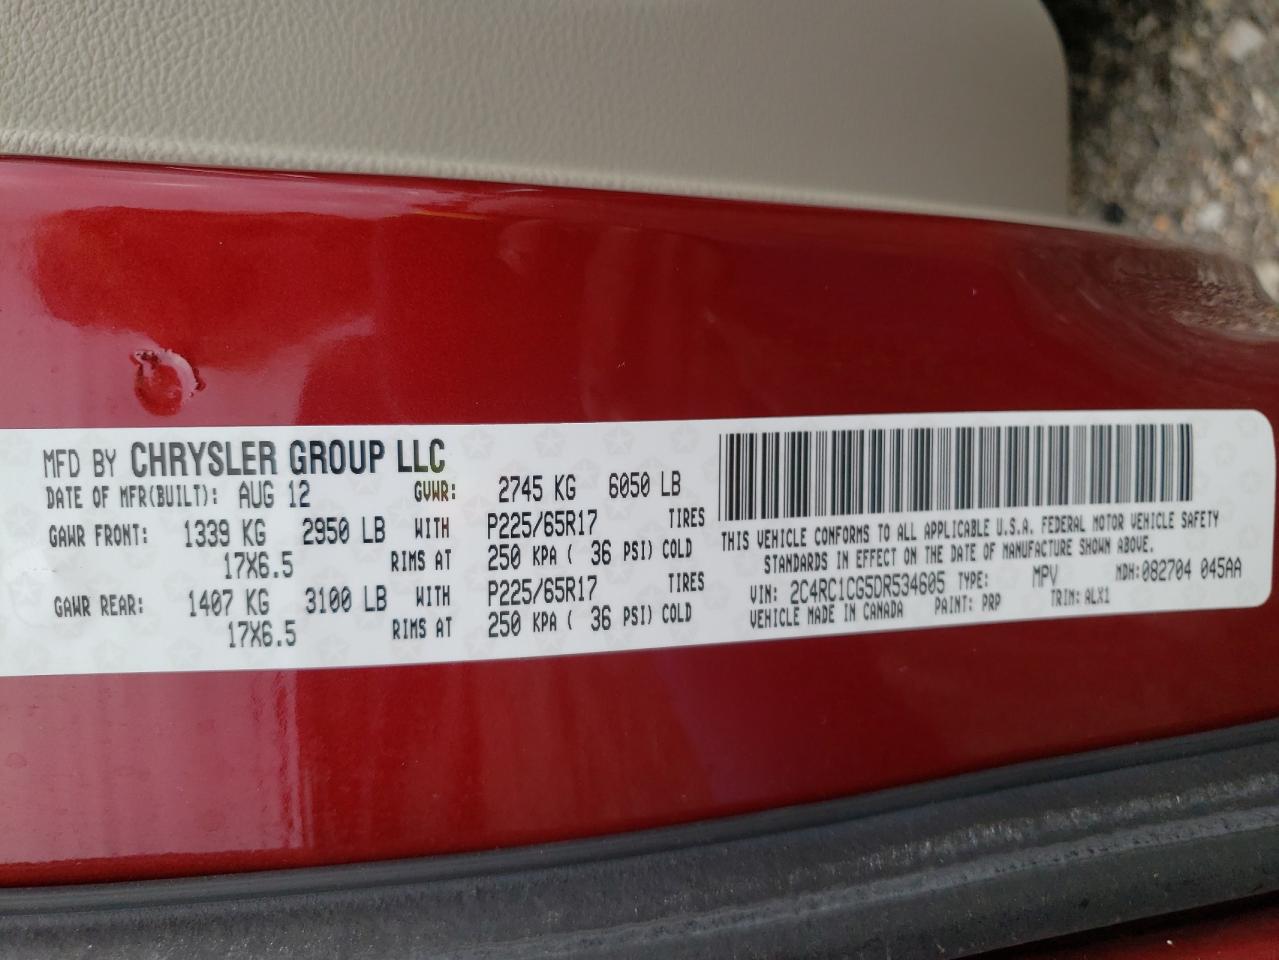 MFD BY CHRYSLER GROUP LLC
DATE OF MFR(BUILT): AUG 12 GVWR: 2745 KG 6050 LB
GAWR FRONT: 1339 KG 2950 LB WITH P225/65R17 TIRES
17X6.5 RIMS AT 250 KPA ( 36 PSI) COLD
GAWR REAR: 1407 KG 3100 LB WITH P225/65R17 TIRES
17X6.5 RIMS AT 250 KPA ( 36 PSI) COLD
THIS VEHICLE CONFORMS TO ALL APPLICABLE U.S.A. FEDERAL MOTOR VEHICLE SAFETY
STANDARDS IN EFFECT ON THE DATE OF MANUFACTURE SHOWN ABOVE.
VIN: 2C4RC1CG5DR534605 TYPE: MPV MDH:082704 045AA
VEHICLE MADE IN CANADA PAINT: PRP TRIM: ALX1